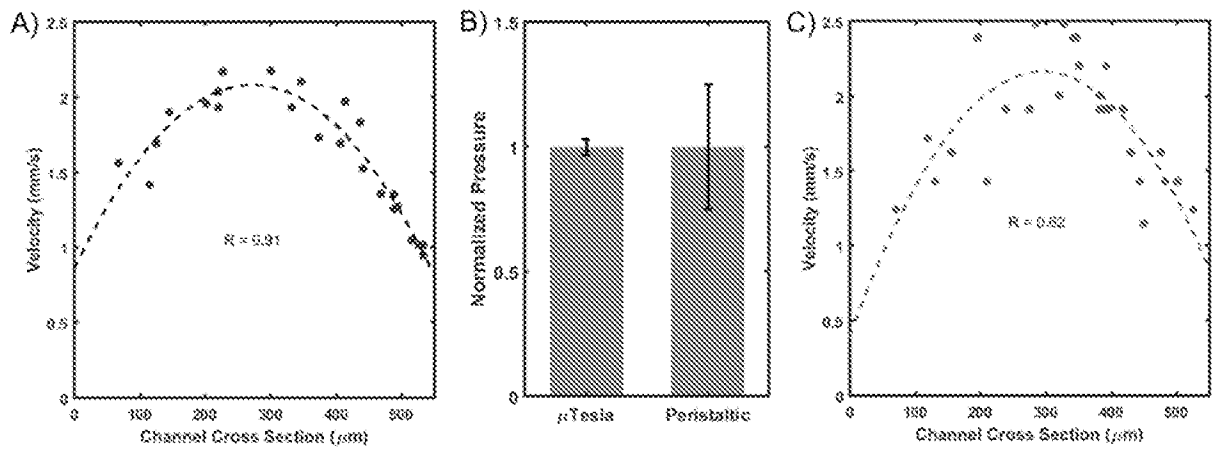 A)
2.5
2
1.5
1
0.5
0
Velocity (mm/s)
R = 0.91
0 100 200 300 400 500
Channel Cross Section (μm)
B)
1.5
1
0.5
0
Normalized Pressure
μTesla Peristaltic
C)
2.5
2
1.5
1
0.5
0
Velocity (mm/s)
R = 0.62
0 100 200 300 400 500
Channel Cross Section (μm)